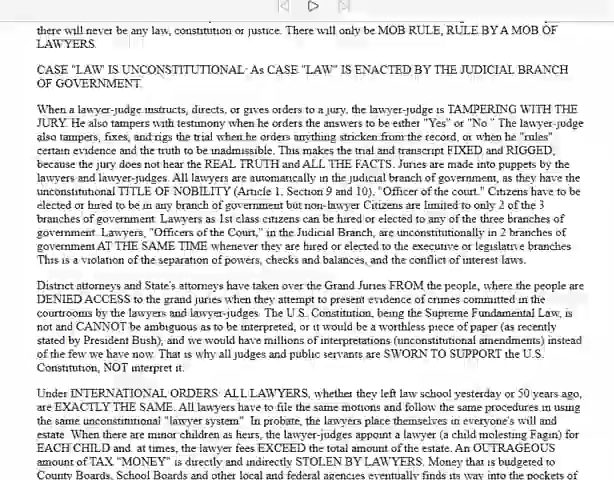 there will never be any law, constitution or justice. There will only be MOB RULE, RULE BY A MOB OF
LAWYERS.
CASE "LAW' IS UNCONSTITUTIONAL· As CASE "LAW" IS ENACTED BY THE JUDICIAL BRANCH
OF GOVERNMENT.
When a lawyer-judge instructs, directs, or gives orders to a jury, the lawyer-judge is TAMPERING WITH THE
JURY. He also tampers with testimony when he orders the answers to be either "Yes" or "No." The lawyer-judge
also tampers, fixes, and rigs the trial when he orders anything stricken from the record, or when he "rules"
certain evidence and the truth to be inadmissible. This makes the trial and transcript FIXED and RIGGED,
because the jury does not hear the REAL TRUTH and ALL THE FACTS. Juries are made into puppets by the
lawyers and lawyer-judges. All lawyers are automatically in the judicial branch of government, as they have the
unconstitutional TITLE OF NOBILITY (Article 1, Section 9 and 10), "Officer of the court." Citizens have to be
elected or hired to be in any branch of government but non-lawyer Citizens are limited to only 2 of the 3
branches of government. Lawyers as 1st class citizens can be hired or elected to any of the three branches of
government. Lawyers, "Officers of the Court," in the Judicial Branch, are unconstitutionally in 2 branches of
government AT THE SAME TIME whenever they are hired or elected to the executive or legislative branches
This is a violation of the separation of powers, checks and balances, and the conflict of interest laws.
District attorneys and State's attorneys have taken over the Grand Juries FROM the people, where the people are
DENIED ACCESS to the grand juries when they attempt to present evidence of crimes committed in the
courtrooms by the lawyers and lawyer-judges. The U.S. Constitution, being the Supreme Fundamental Law, is
not and CANNOT be ambiguous as to be interpreted, or it would be a worthless piece of paper (as recently
stated by President Bush), and we would have millions of interpretations (unconstitutional amendments) instead
of the few we have now. That is why all judges and public servants are SWORN TO SUPPORT the U.S.
Constitution, NOT interpret it.
Under INTERNATIONAL ORDERS· ALL LAWYERS, whether they left law school yesterday or 50 years ago,
are EXACTLY THE SAME. All lawyers have to file the same motions and follow the same procedures in using
the same unconstitutional "lawyer system". In probate, the lawyers place themselves in everyone's will and
estate. When there are minor children as heirs, the lawyer-judges appoint a lawyer (a child molesting Fagin) for
EACH CHILD and, at times, the lawyer fees EXCEED the total amount of the estate. An OUTRAGEOUS
amount of TAX "MONEY" is directly and indirectly STOLEN BY LAWYERS. Money that is budgeted to
County Boards, School Boards and other local and federal agencies eventually finds its way into the pockets of